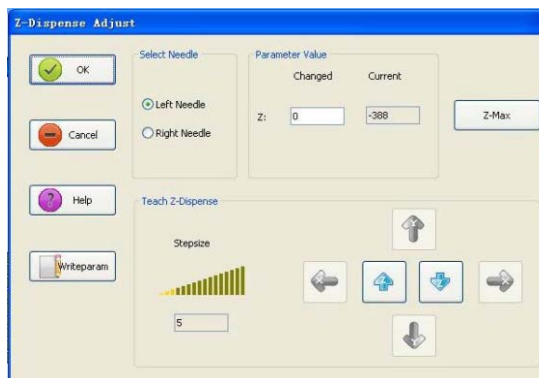 Z-Dispense Adjust
OK
Cancel
Help
Writeparam
Select Needle
Left Needle
Right Needle
Parameter Value
Changed Current
Z: 0 -388
Z-Max
Teach Z-Dispense
Stepsize
5
Y
X Z Z X
Y